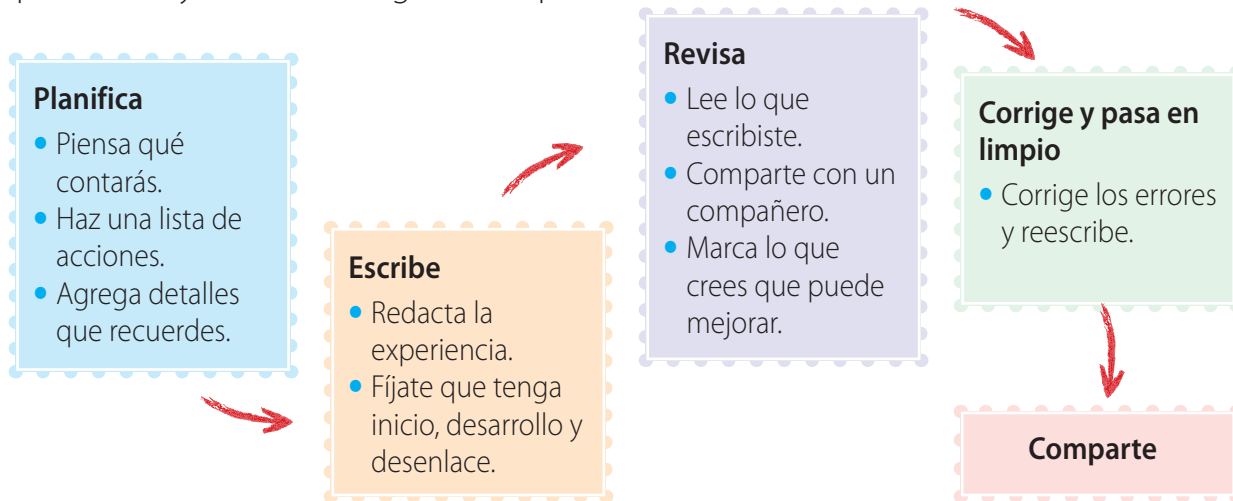 Planifica
• Piensa qué
contarás.
• Haz una lista de
acciones.
• Agrega detalles
que recuerdes.
Escribe
• Redacta la
experiencia.
• Fíjate que tenga
inicio, desarrollo y
desenlace.
Revisa
• Lee lo que
escribiste.
• Comparte con un
compañero.
• Marca lo que
crees que puede
mejorar.
Corrige y pasa en
limpio
• Corrige los errores
y reescribe.
Comparte